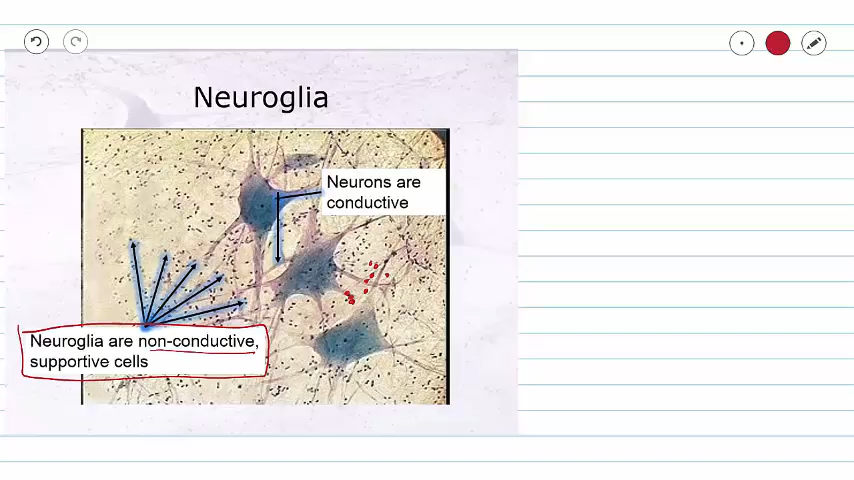 Neuroglia
Neurons are
conductive
Neuroglia are non-conductive,
supportive cells